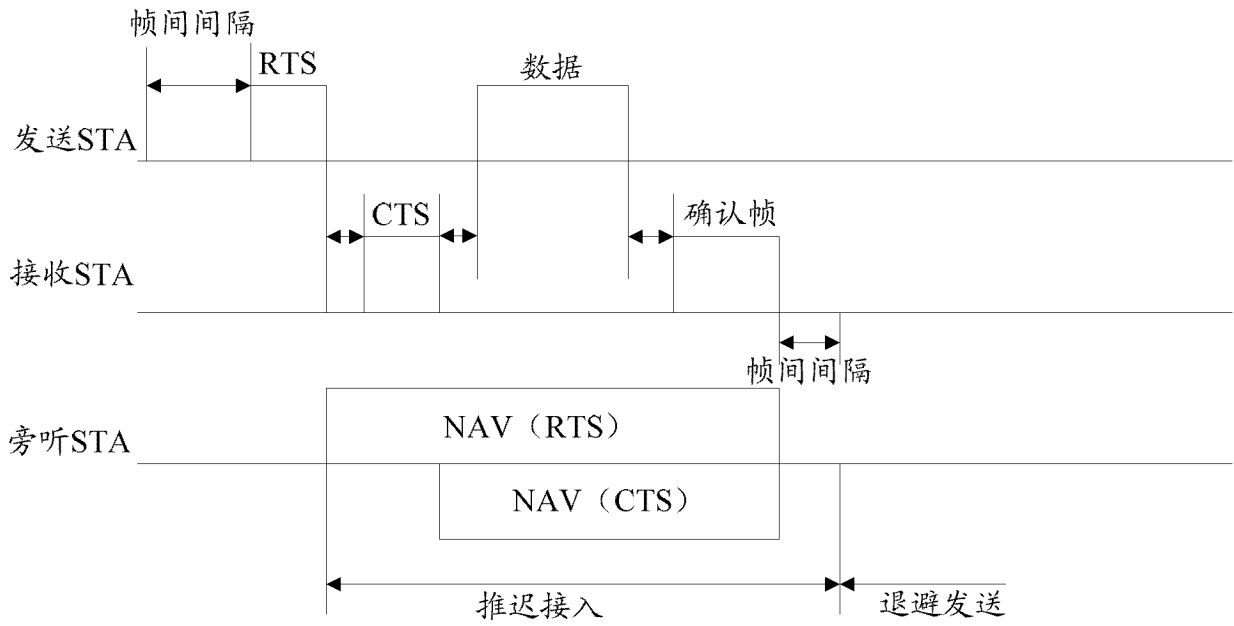 帧间间隔
RTS
数据
发送STA
CTS
确认帧
接收STA
帧间间隔
NAV（RTS）
旁听STA
NAV（CTS）
推迟接入
退避发送